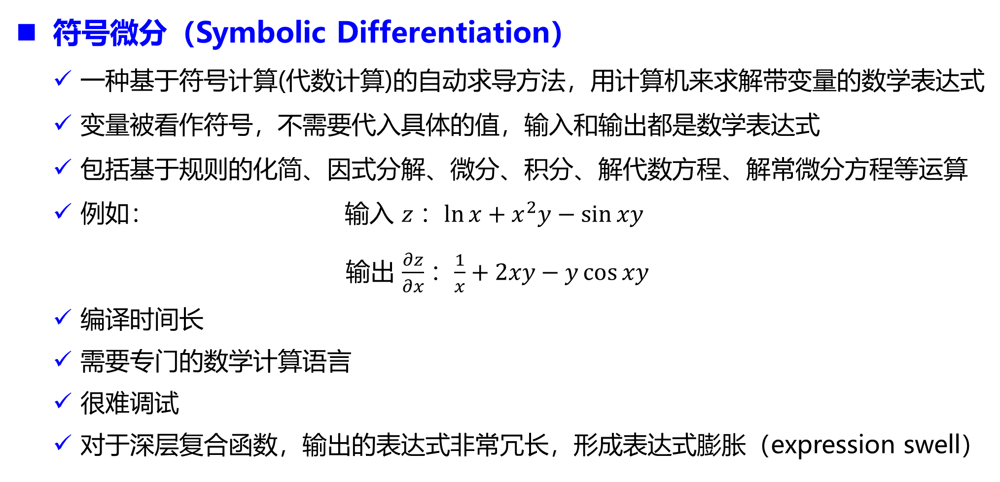 ■ 符号微分（Symbolic Differentiation）
✓ 一种基于符号计算(代数计算)的自动求导方法，用计算机来求解带变量的数学表达式
✓ 变量被看作符号，不需要代入具体的值，输入和输出都是数学表达式
✓ 包括基于规则的化简、因式分解、微分、积分、解代数方程、解常微分方程等运算
✓ 例如： 输入 z：ln x + x²y − sin xy
输出 ∂z/∂x：1/x + 2xy − y cos xy
✓ 编译时间长
✓ 需要专门的数学计算语言
✓ 很难调试
✓ 对于深层复合函数，输出的表达式非常冗长，形成表达式膨胀（expression swell）